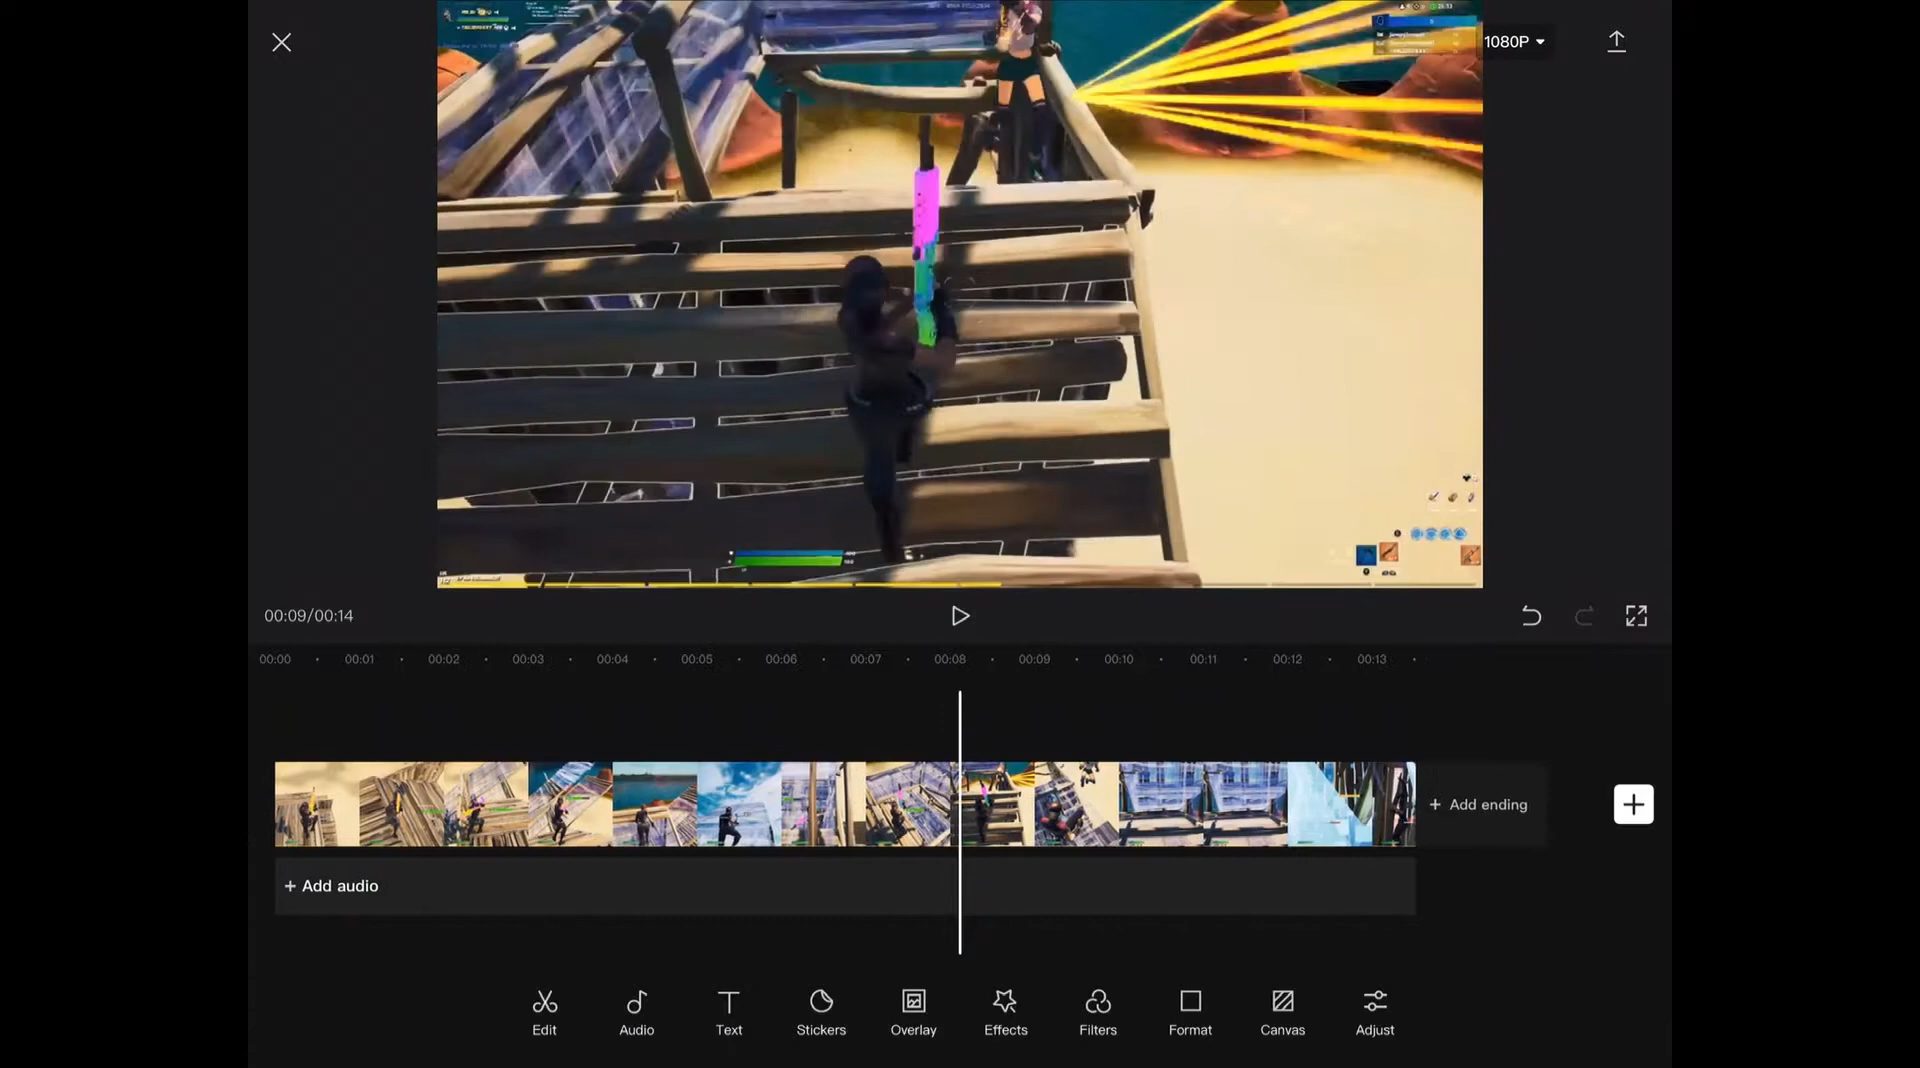 1080P
00:09/00:14
00:00 00:01 00:02 00:03 00:04 00:05 00:06 00:07 00:08 00:09 00:10 00:11 00:12 00:13
+ Add ending
+ Add audio
Edit Audio Text Stickers Overlay Effects Filters Format Canvas Adjust